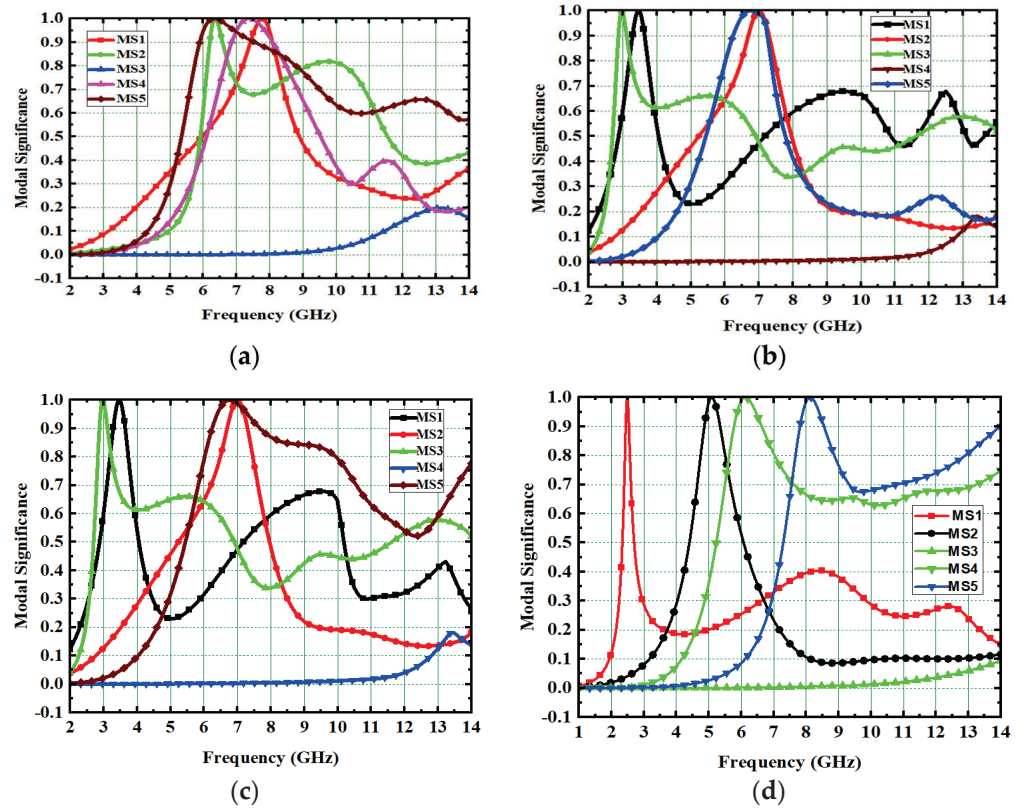 1.0
0.9
0.8
0.7
0.6
0.5
0.4
0.3
0.2
0.1
0.0
-0.1
Modal Significance
MS1
MS2
MS3
MS4
MS5
2 3 4 5 6 7 8 9 10 11 12 13 14
Frequency (GHz)
(a)
1.0
0.9
0.8
0.7
0.6
0.5
0.4
0.3
0.2
0.1
0.0
-0.1
Modal Significance
MS1
MS2
MS3
MS4
MS5
2 3 4 5 6 7 8 9 10 11 12 13 14
Frequency (GHz)
(b)
1.0
0.9
0.8
0.7
0.6
0.5
0.4
0.3
0.2
0.1
0.0
-0.1
Modal Significance
MS1
MS2
MS3
MS4
MS5
2 3 4 5 6 7 8 9 10 11 12 13 14
Frequency (GHz)
(c)
1.0
0.9
0.8
0.7
0.6
0.5
0.4
0.3
0.2
0.1
0.0
-0.1
Modal Significance
MS1
MS2
MS3
MS4
MS5
1 2 3 4 5 6 7 8 9 10 11 12 13 14
Frequency (GHz)
(d)